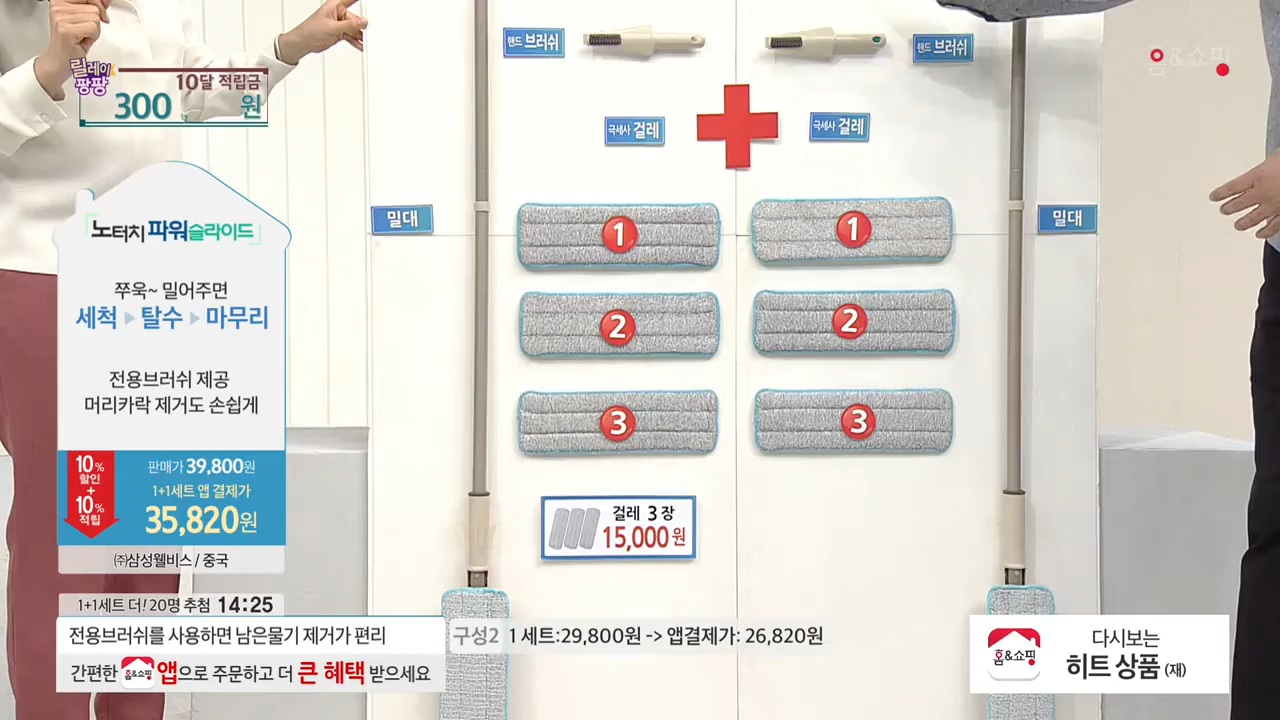 릴레이
팡팡
10달 적립금
300 원
노터치 파워슬라이드
쭈욱~ 밀어주면
세척 ▶ 탈수 ▶ 마무리
전용브러쉬 제공
머리카락 제거도 손쉽게
10% 할인
+
10% 적립
판매가 39,800원
1+1세트 앱 결제가
35,820원
㈜삼성웰비스 / 중국
1+1세트 더! 20명 추첨 14:25
전용브러쉬를 사용하면 남은물기 제거가 편리
간편한 홈&쇼핑 앱으로 주문하고 더 큰 혜택 받으세요
핸드 브러쉬
핸드 브러쉬
홈&쇼핑
극세사 걸레
극세사 걸레
밀대
밀대
1
1
2
2
3
3
걸레 3장
15,000원
구성2 1세트:29,800원 -> 앱결제가: 26,820원
홈&쇼핑
다시보는
히트 상품 (재)